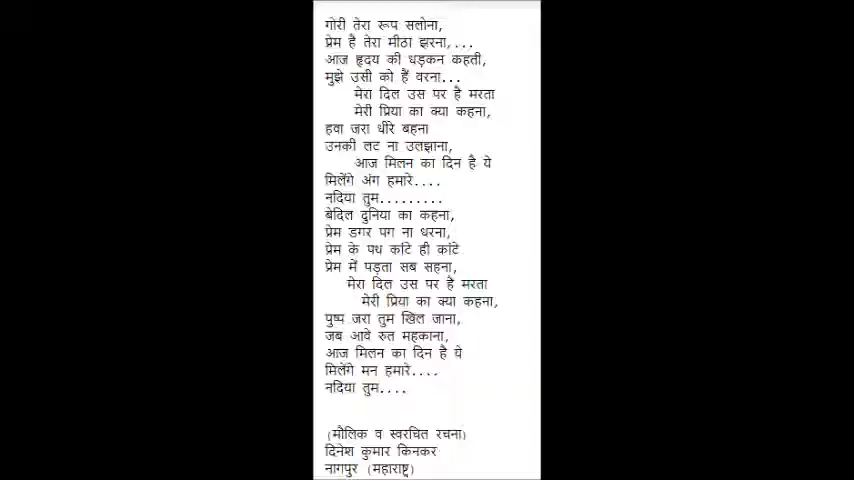 गोरी तेरा रूप सलोना,
प्रेम है तेरा मीठा झरना,...
आज हृदय की धड़कन कहती,
मुझे उसी को हैं वरना...
मेरा दिल उस पर है मरता
मेरी प्रिया का क्या कहना,
हवा जरा धीरे बहना
उनकी लट ना उलझाना,
आज मिलन का दिन है ये
मिलेंगे अंग हमारे....
नदिया तुम.........
बेदिल दुनिया का कहना,
प्रेम डगर पग ना धरना,
प्रेम के पथ कांटे ही कांटे
प्रेम में पड़ता सब सहना,
मेरा दिल उस पर है मरता
मेरी प्रिया का क्या कहना,
पुष्प जरा तुम खिल जाना,
जब आवे रुत महकाना,
आज मिलन का दिन है ये
मिलेंगे मन हमारे....
नदिया तुम....
(मौलिक व स्वरचित रचना)
दिनेश कुमार किनकर
नागपुर (महाराष्ट्र)